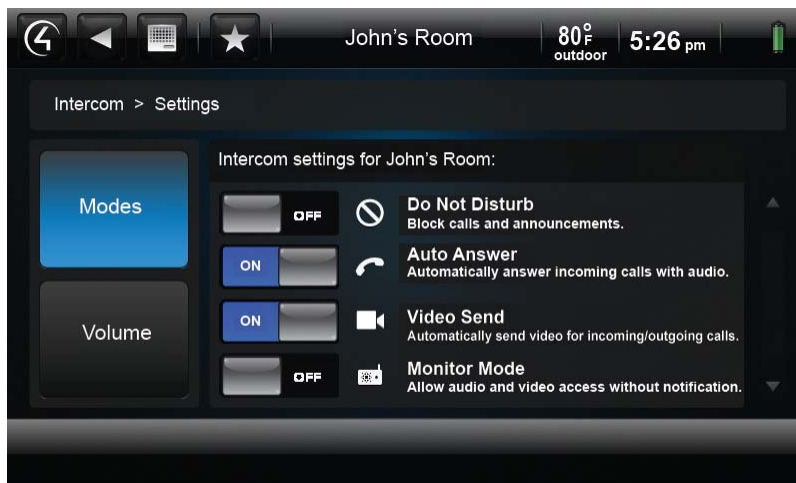 John's Room
80°F
outdoor
5:26 pm
Intercom > Settings
Modes
Volume
Intercom settings for John's Room:
OFF
Do Not Disturb
Block calls and announcements.
ON
Auto Answer
Automatically answer incoming calls with audio.
ON
Video Send
Automatically send video for incoming/outgoing calls.
OFF
Monitor Mode
Allow audio and video access without notification.